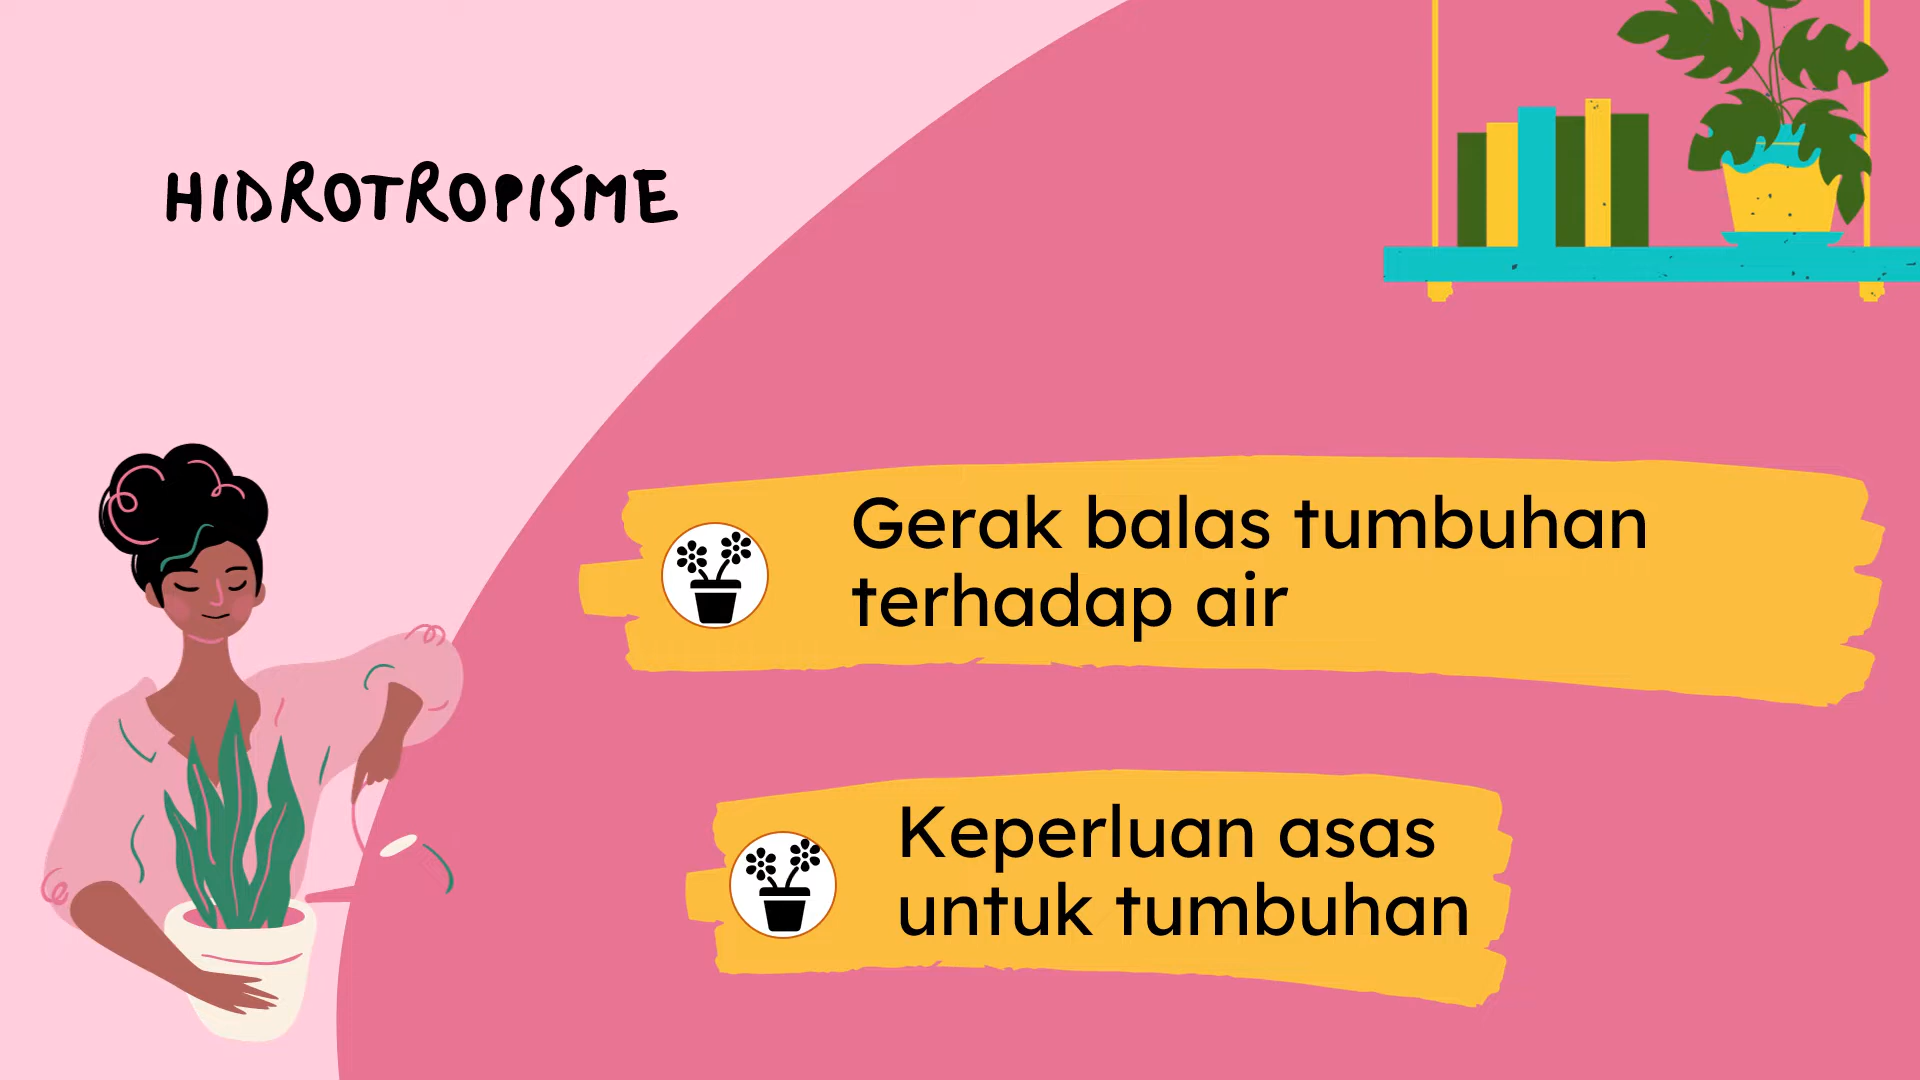 HIDROTROPISME
Gerak balas tumbuhan
terhadap air
Keperluan asas
untuk tumbuhan